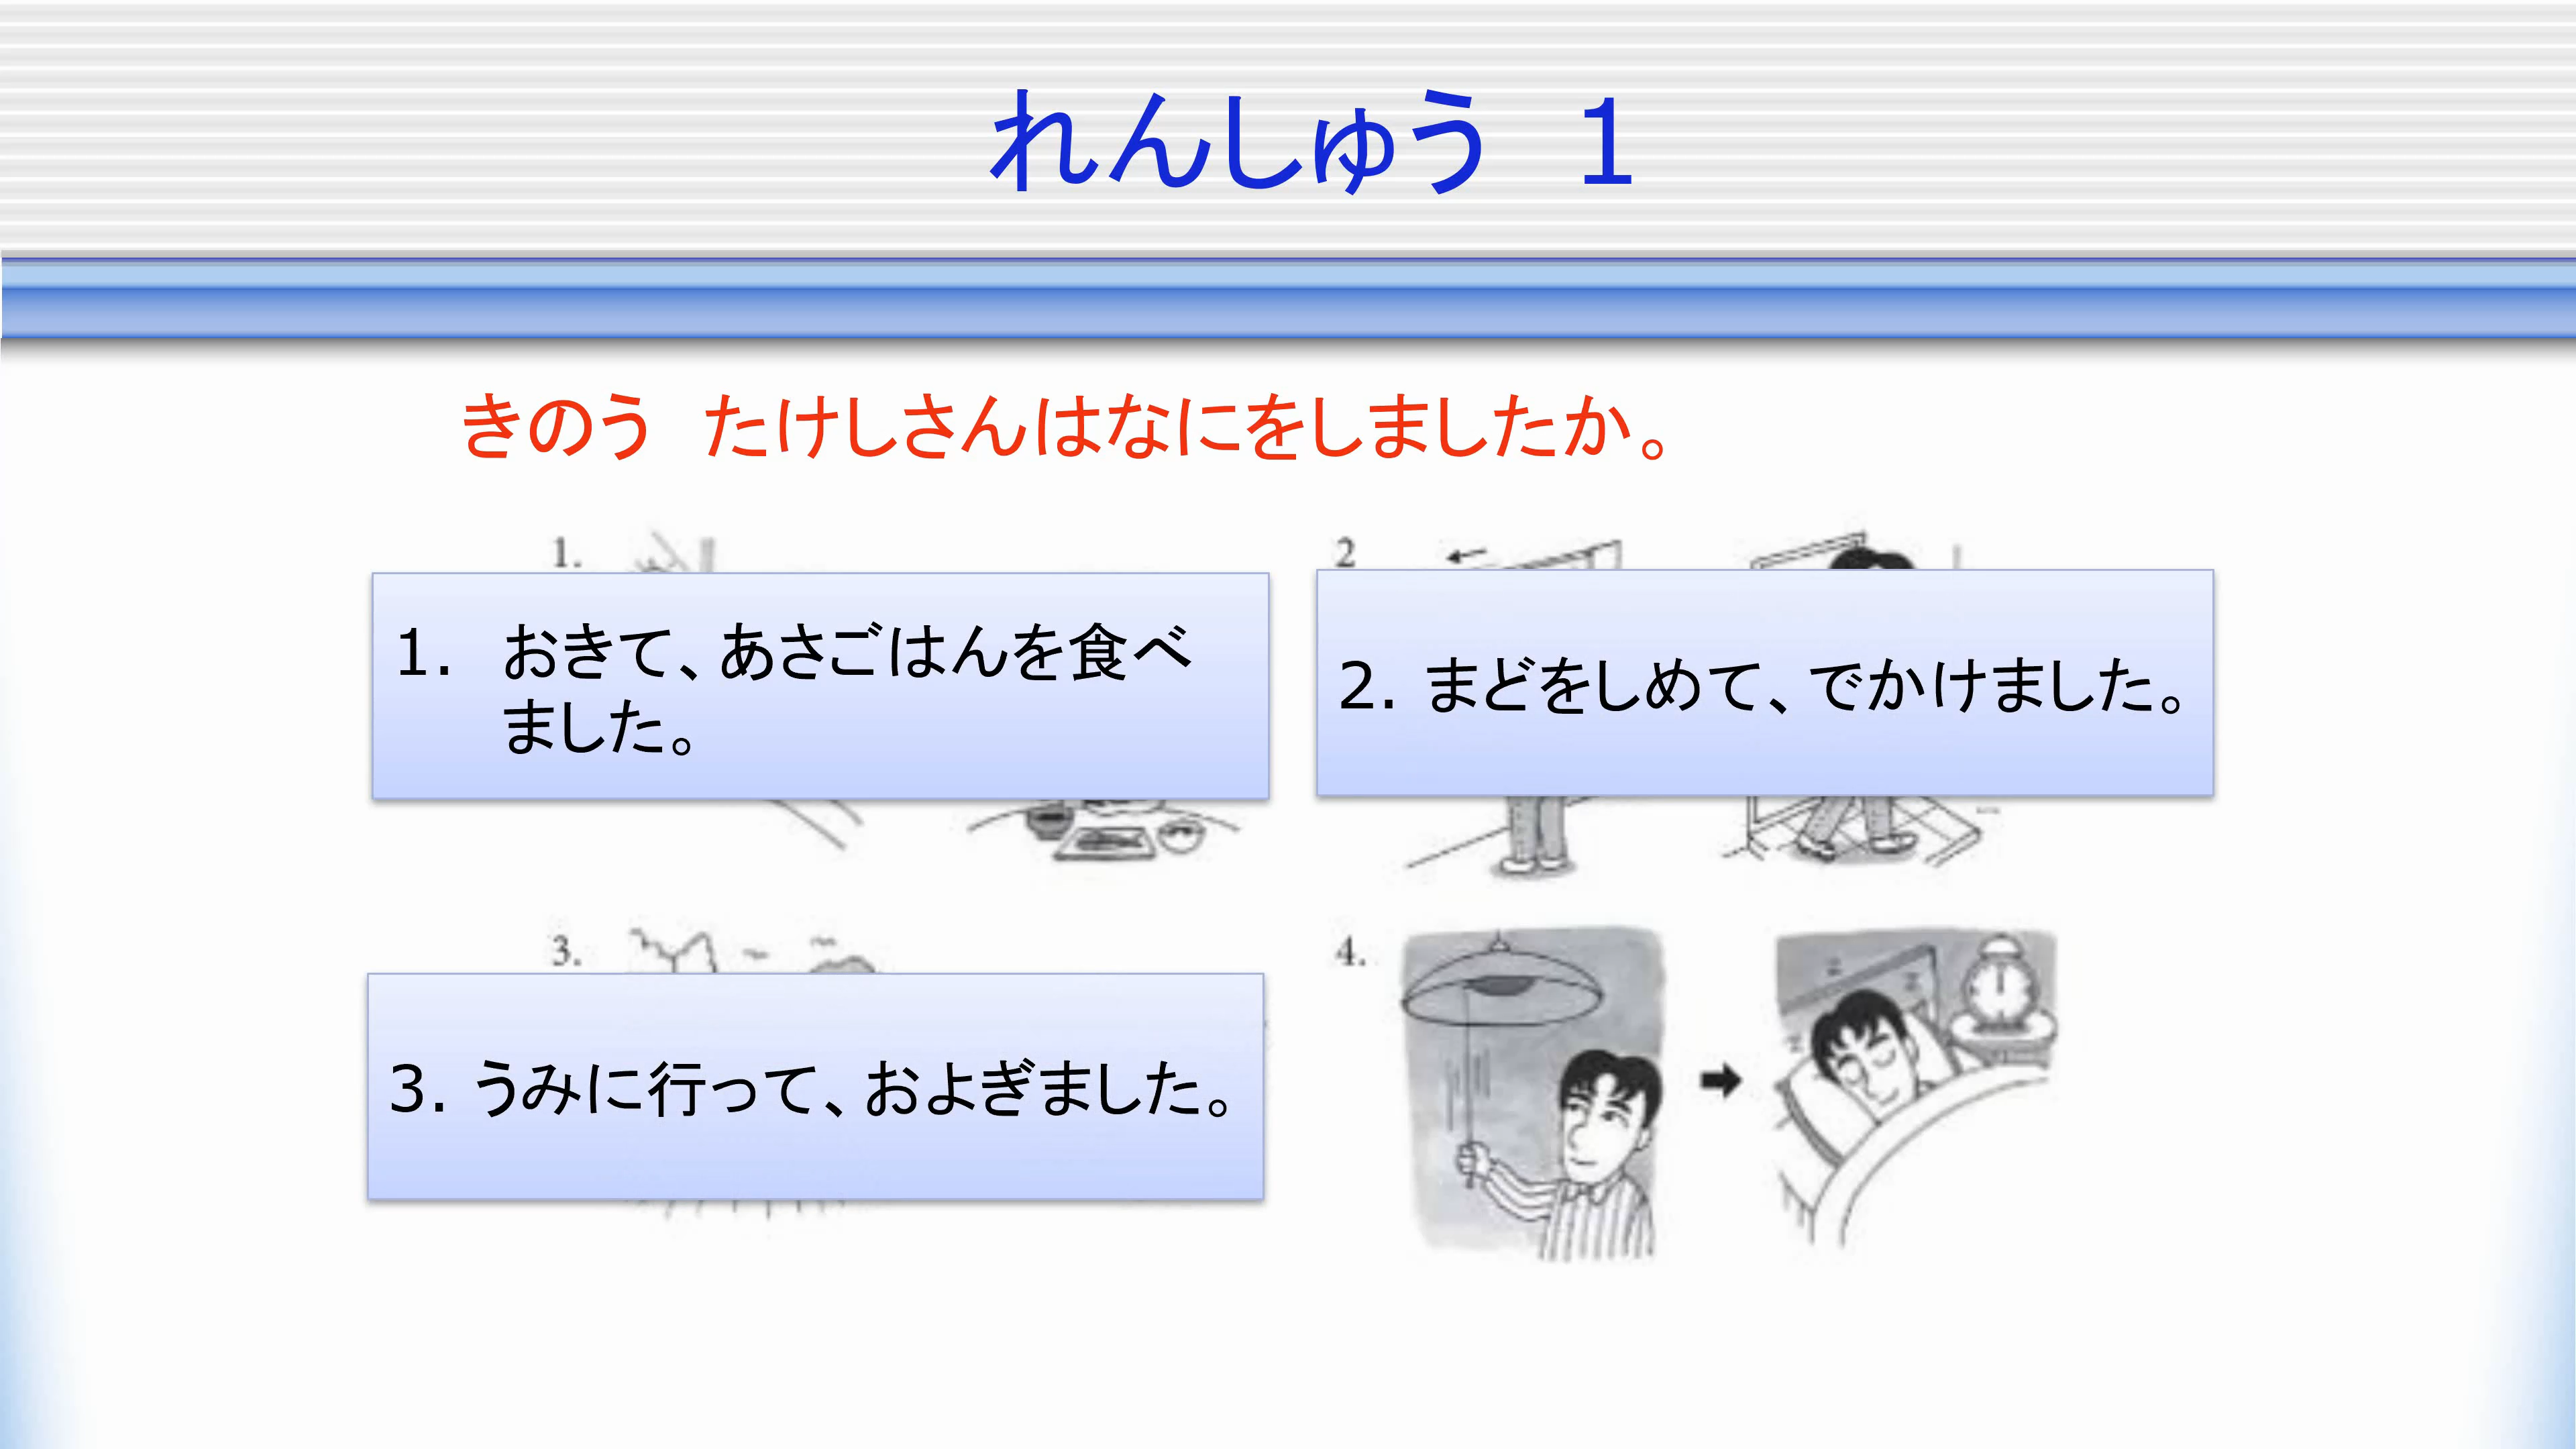 れんしゅう 1
きのう　たけしさんはなにをしましたか。
1.
2
1. おきて、あさごはんを食べ
ました。
2. まどをしめて、でかけました。
3.
4.
3. うみに行って、およぎました。